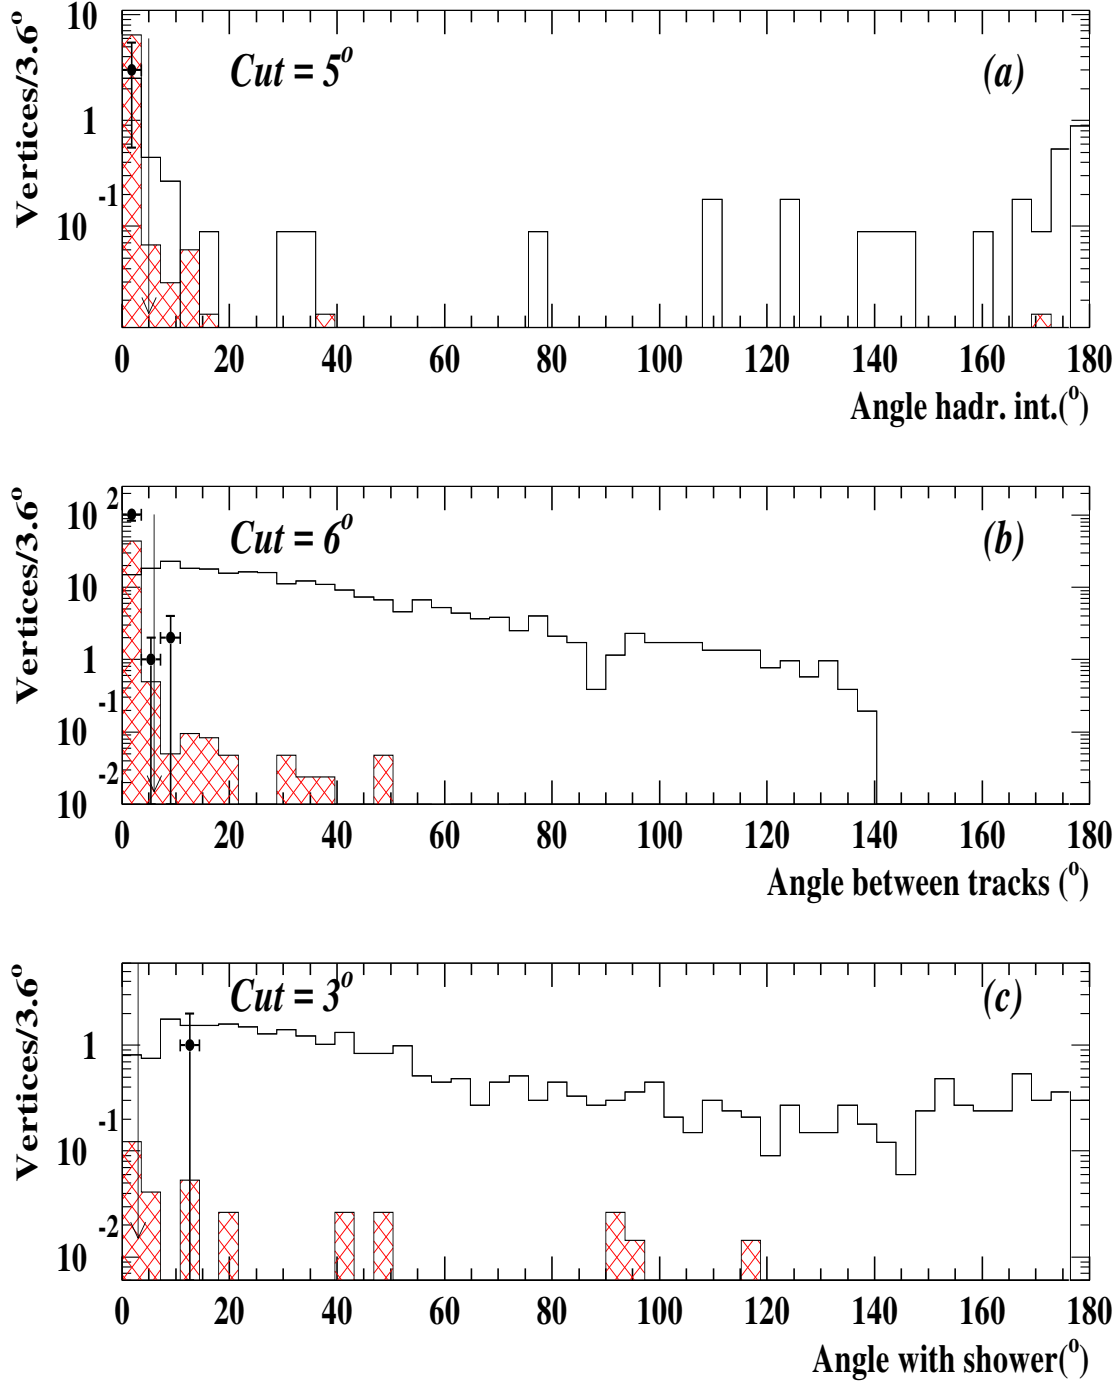 Vertices/3.6°
10
1
10⁻¹
Cut = 5°
(a)
0 20 40 60 80 100 120 140 160 180
Angle hadr. int.(°)
Vertices/3.6°
10²
10
1
10⁻¹
10⁻²
Cut = 6°
(b)
0 20 40 60 80 100 120 140 160 180
Angle between tracks (°)
Vertices/3.6°
1
10⁻¹
10⁻²
Cut = 3°
(c)
0 20 40 60 80 100 120 140 160 180
Angle with shower(°)